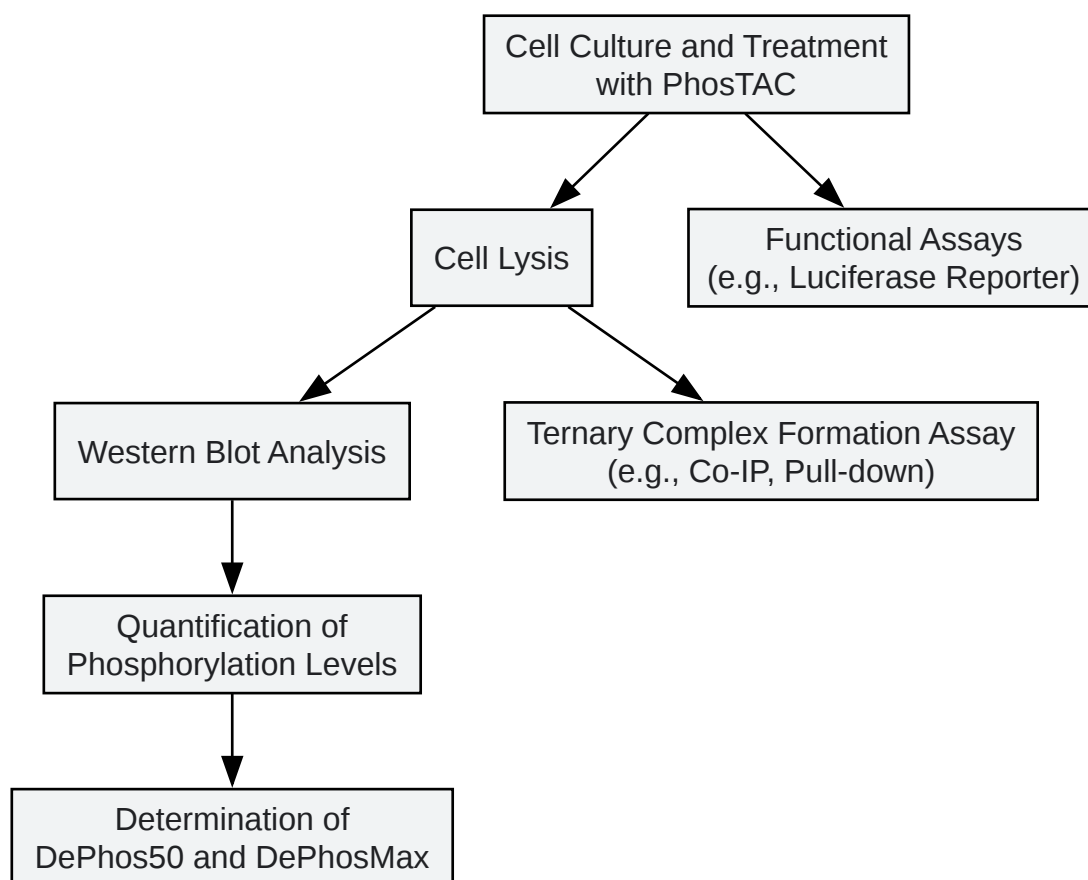 Cell Culture and Treatment
with PhosTAC
Cell Lysis
Functional Assays
(e.g., Luciferase Reporter)
Western Blot Analysis
Ternary Complex Formation Assay
(e.g., Co-IP, Pull-down)
Quantification of
Phosphorylation Levels
Determination of
DePhos50 and DePhosMax